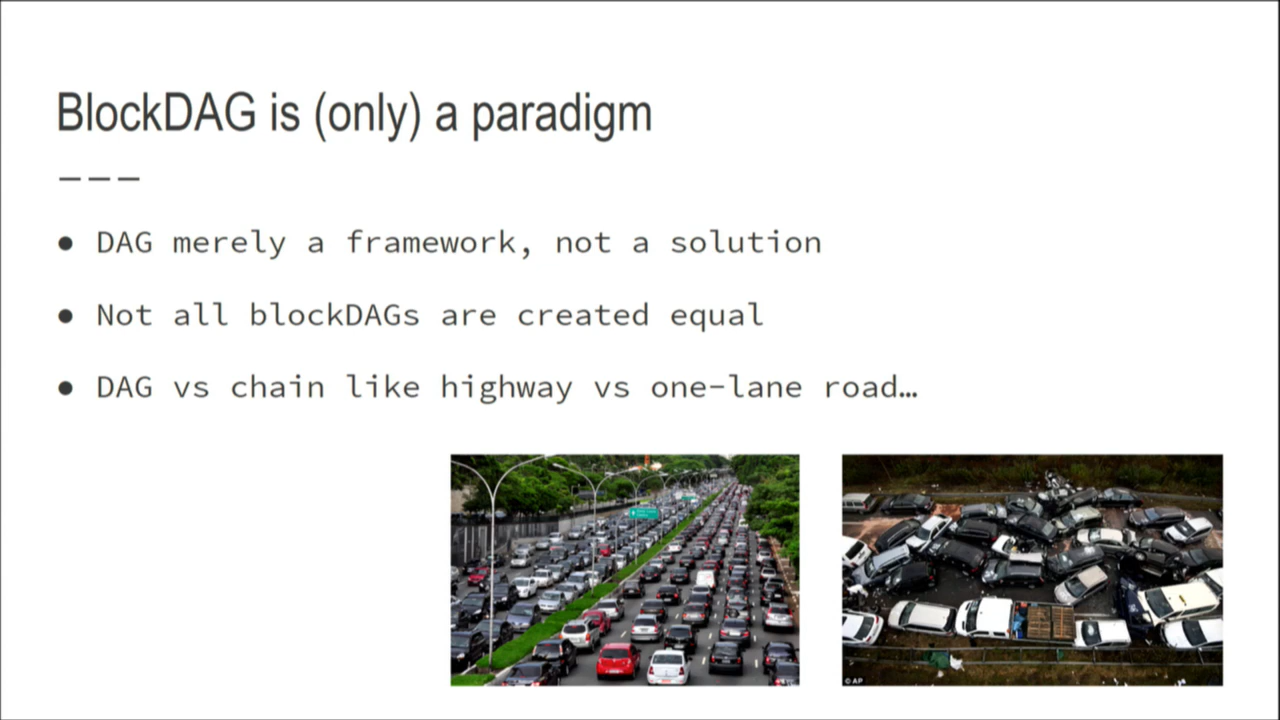 BlockDAG is (only) a paradigm
● DAG merely a framework, not a solution
● Not all blockDAGs are created equal
● DAG vs chain like highway vs one-lane road…
© AP